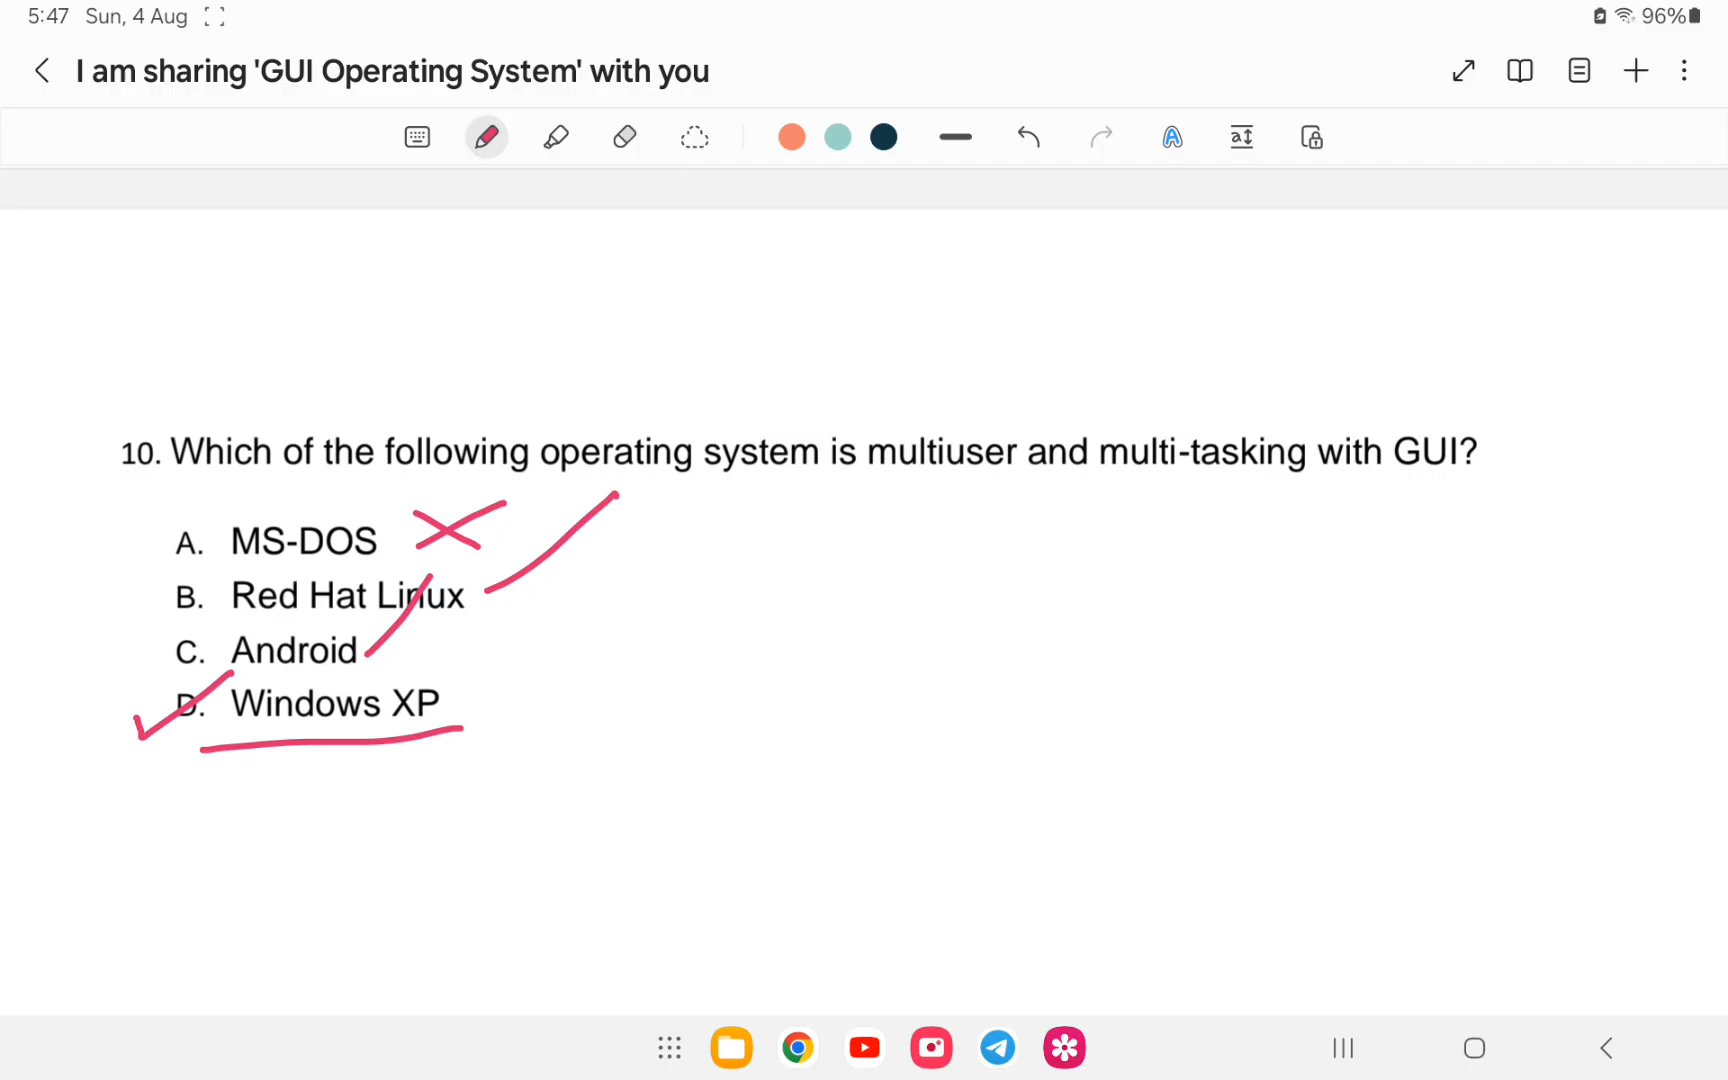 5:47 Sun, 4 Aug 96%
I am sharing 'GUI Operating System' with you
10. Which of the following operating system is multiuser and multi-tasking with GUI?
A. MS-DOS
B. Red Hat Linux
C. Android
D. Windows XP